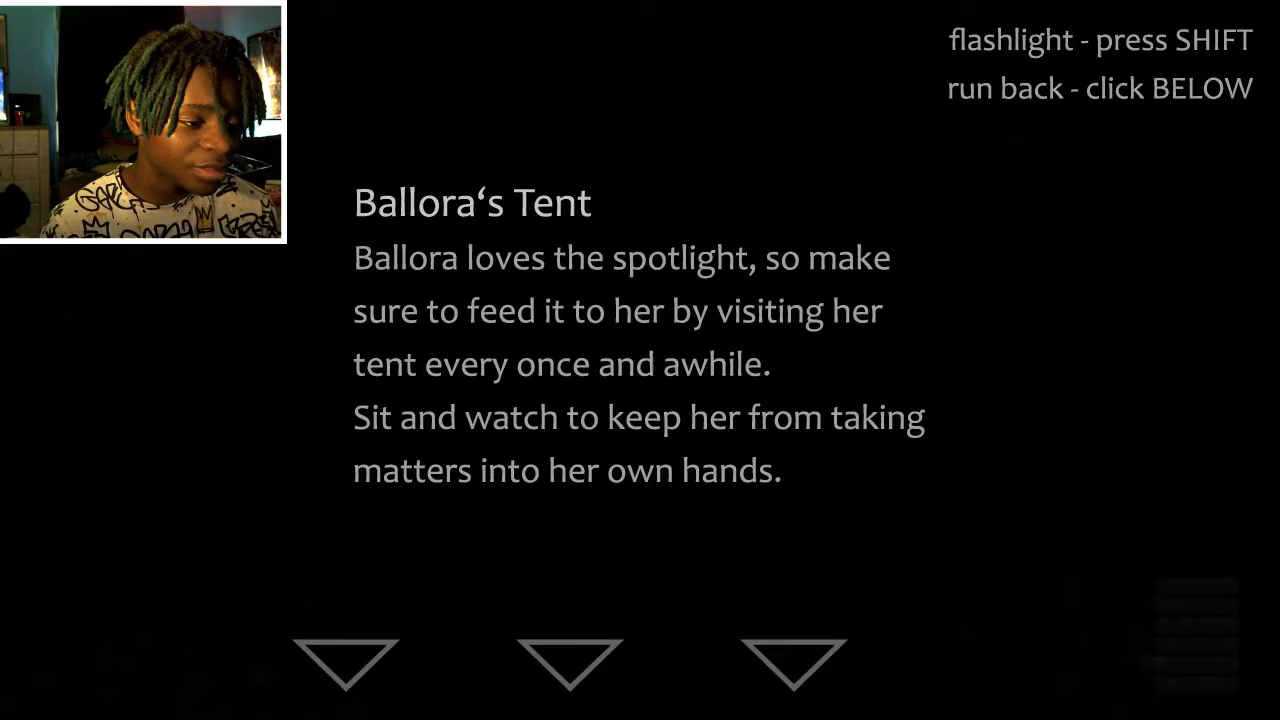 flashlight - press SHIFT
run back - click BELOW
Ballora‘s Tent
Ballora loves the spotlight, so make
sure to feed it to her by visiting her
tent every once and awhile.
Sit and watch to keep her from taking
matters into her own hands.